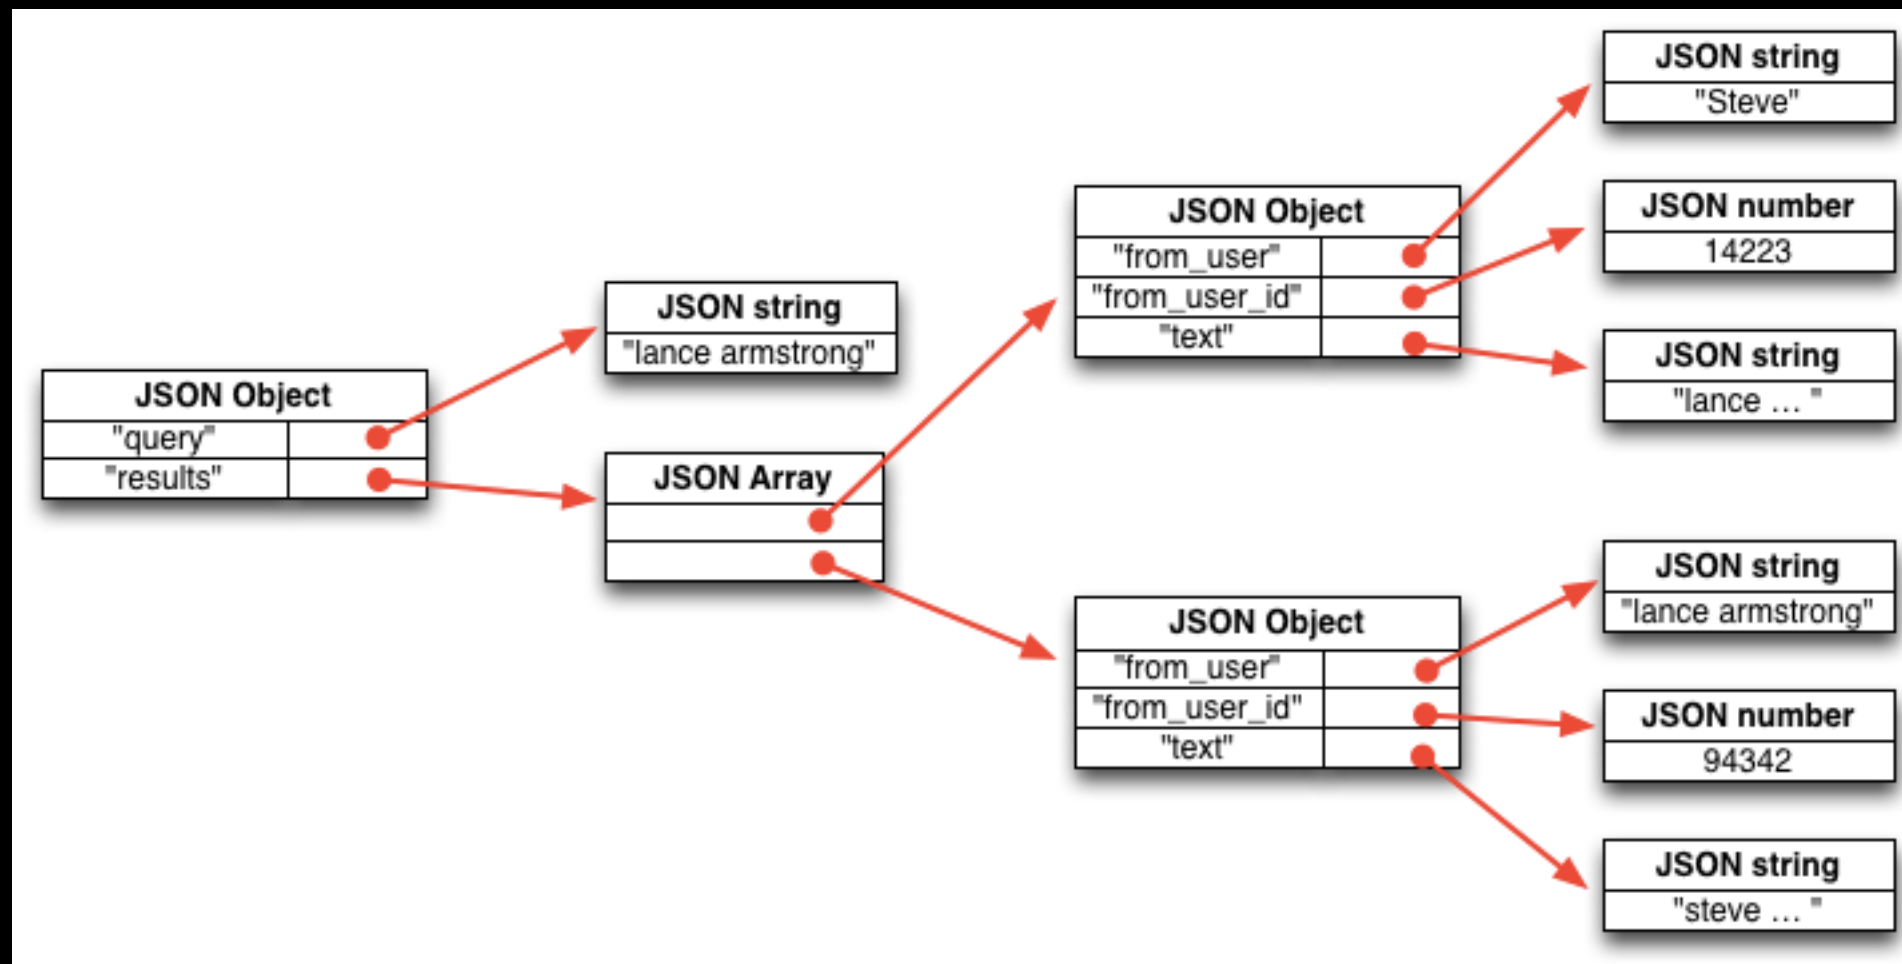 JSON Object
"query"
"results"
JSON string
"lance armstrong"
JSON Array
JSON Object
"from_user"
"from_user_id"
"text"
JSON string
"Steve"
JSON number
14223
JSON string
"lance ... "
JSON Object
"from_user"
"from_user_id"
"text"
JSON string
"lance armstrong"
JSON number
94342
JSON string
"steve ... "